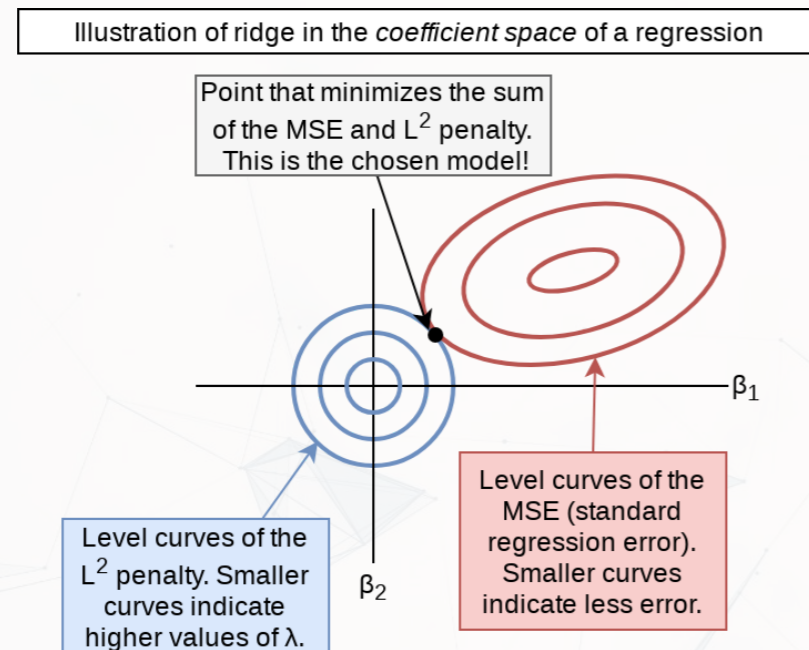 Illustration of ridge in the coefficient space of a regression
Point that minimizes the sum
of the MSE and L² penalty.
This is the chosen model!
β₁
Level curves of the
MSE (standard
regression error).
Smaller curves
indicate less error.
Level curves of the
L² penalty. Smaller
curves indicate
higher values of λ.
β₂